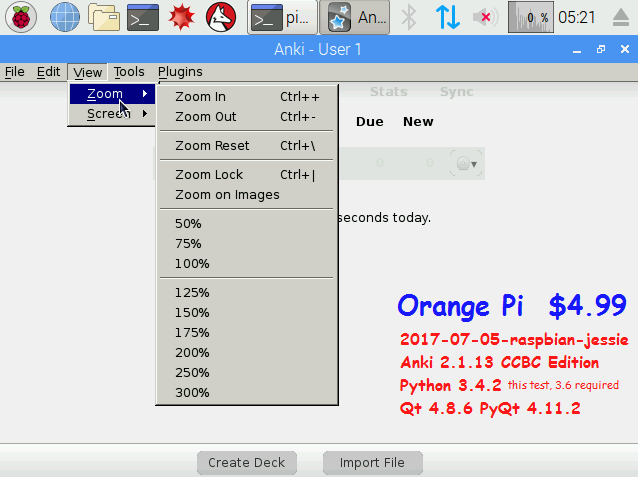 pi...
An...
0 %
05:21
Anki - User 1
File Edit View Tools Plugins
Stats Sync
Due New
0 0
seconds today.
Zoom
Screen
Zoom In Ctrl++
Zoom Out Ctrl+-
Zoom Reset Ctrl+\
Zoom Lock Ctrl+|
Zoom on Images
50%
75%
100%
125%
150%
175%
200%
250%
300%
Orange Pi $4.99
2017-07-05-raspbian-jessie
Anki 2.1.13 CCBC Edition
Python 3.4.2 this test, 3.6 required
Qt 4.8.6 PyQt 4.11.2
Create Deck Import File